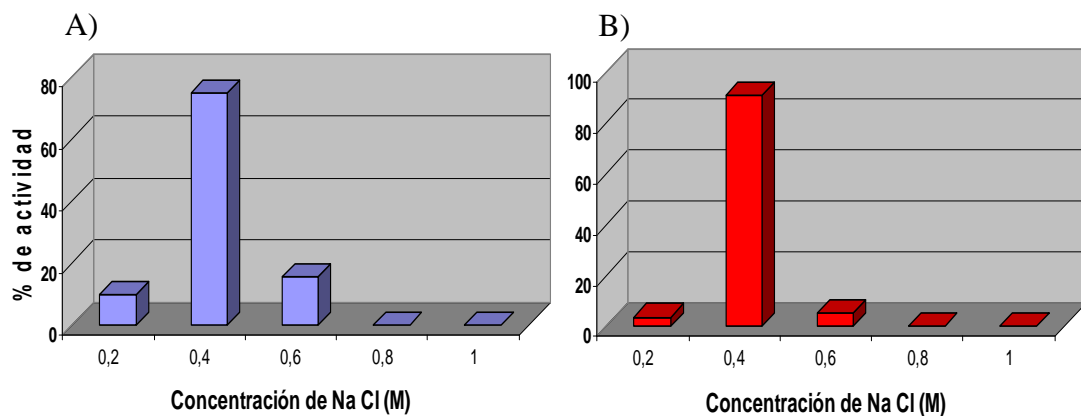 A)
% de actividad
80
60
40
20
0
0,2 0,4 0,6 0,8 1
Concentración de Na Cl (M)
B)
100
80
60
40
20
0
0,2 0,4 0,6 0,8 1
Concentración de Na Cl (M)